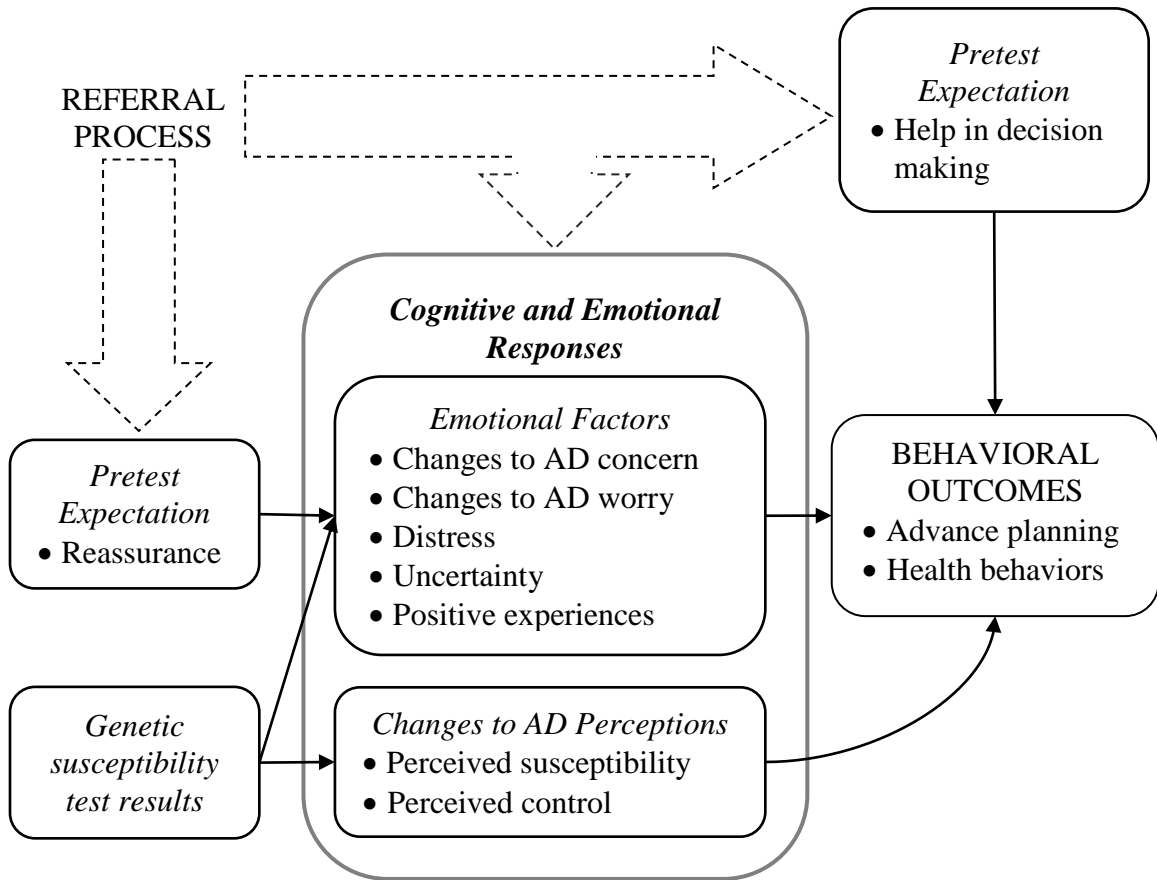 REFERRAL
PROCESS
Pretest
Expectation
• Help in decision
making
Cognitive and Emotional
Responses
Emotional Factors
• Changes to AD concern
• Changes to AD worry
• Distress
• Uncertainty
• Positive experiences
Pretest
Expectation
• Reassurance
BEHAVIORAL
OUTCOMES
• Advance planning
• Health behaviors
Genetic
susceptibility
test results
Changes to AD Perceptions
• Perceived susceptibility
• Perceived control